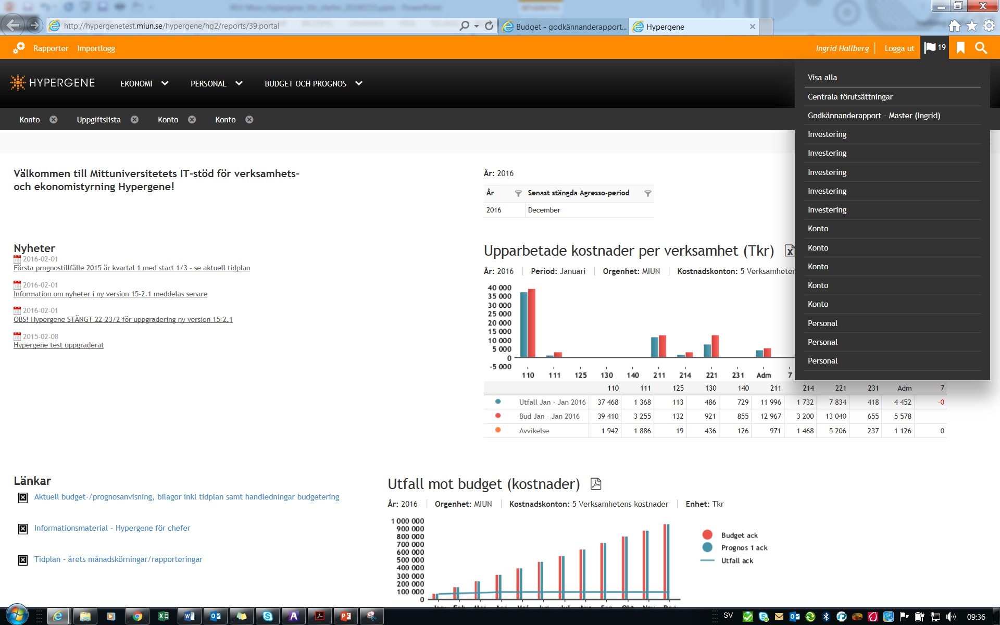 http://hypergenetest.miun.se/hypergene/hg2/reports/39.portal
Budget - godkännanderapport...
Hypergene
Rapporter
Importlogg
Ingrid Hallberg
Logga ut
19
HYPERGENE
EKONOMI
PERSONAL
BUDGET OCH PROGNOS
Visa alla
Centrala förutsättningar
Godkännanderapport - Master (Ingrid)
Investering
Investering
Investering
Investering
Investering
Konto
Konto
Konto
Konto
Konto
Personal
Personal
Personal
Konto
Uppgiftslista
Konto
Konto
Välkommen till Mittuniversitetets IT-stöd för verksamhets-
och ekonomistyrning Hypergene!
År: 2016
År Senast stängda Agresso-period
2016 December
Nyheter
2016-02-01
Första prognostillfälle 2015 är kvartal 1 med start 1/3 - se aktuell tidplan
2016-02-01
Information om nyheter i ny version 15-2.1 meddelas senare
2016-02-01
OBS! Hypergene STÄNGT 22-23/2 för uppgradering ny version 15-2.1
2015-02-08
Hypergene test uppgraderat
Upparbetade kostnader per verksamhet (Tkr)
År: 2016 Period: Januari Orgenhet: MIUN Kostnadskonton: 5 Verksamheten
40 000
35 000
30 000
25 000
20 000
15 000
10 000
5 000
0
-5 000
110 111 125 130 140 211 214 221 231 Adm 7
110 111 125 130 140 211 214 221 231 Adm 7
Utfall Jan - Jan 2016 37 468 1 368 113 486 729 11 996 1 732 7 834 418 4 452 -0
Bud Jan - Jan 2016 39 410 3 255 132 921 855 12 967 3 200 13 040 655 5 578
Avvikelse 1 942 1 886 19 436 126 971 1 468 5 206 237 1 126 0
Länkar
Aktuell budget-/prognosanvisning, bilagor inkl tidplan samt handledningar budgetering
Informationsmaterial - Hypergene för chefer
Tidplan - årets månadskörningar/rapporteringar
Utfall mot budget (kostnader)
År: 2016 Orgenhet: MIUN Kostnadskonton: 5 Verksamhetens kostnader Enhet: Tkr
1 000 000
900 000
800 000
700 000
600 000
500 000
400 000
300 000
200 000
100 000
0
Budget ack
Prognos 1 ack
Utfall ack
SV
09:36